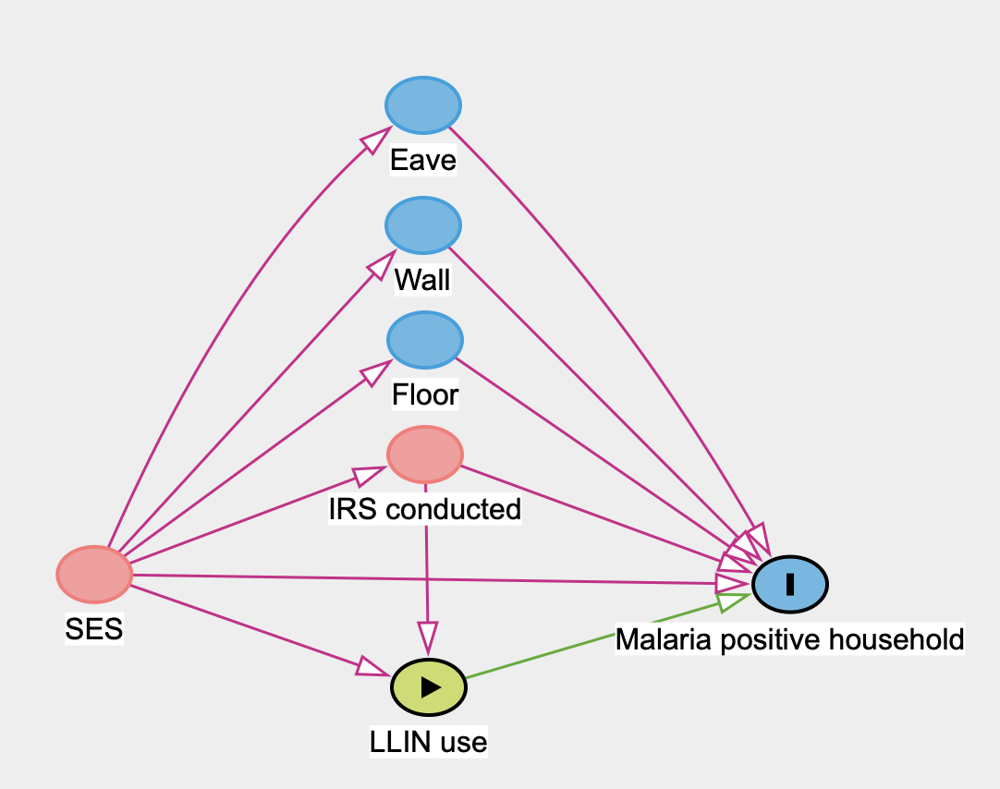 Eave
Wall
Floor
IRS conducted
SES
Malaria positive household
LLIN use